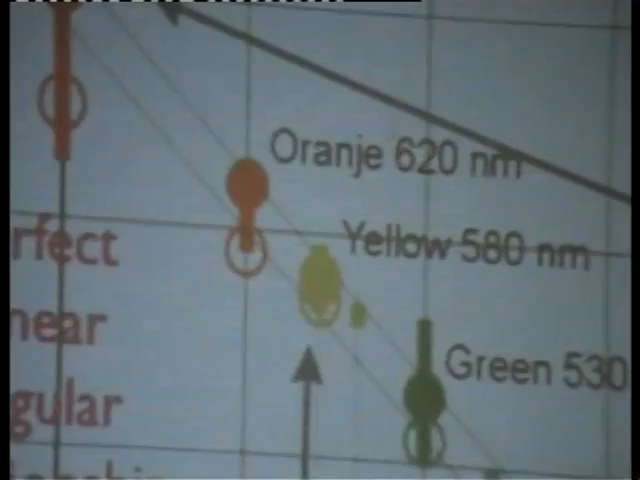 Oranje 620 nm
Yellow 580 nm
rfect
near
Green 530
gular